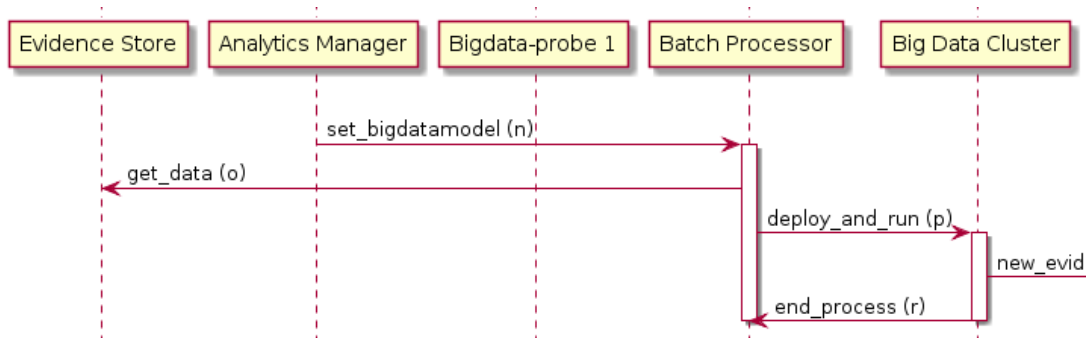 Evidence Store
Analytics Manager
Bigdata-probe 1
Batch Processor
Big Data Cluster
set_bigdatamodel (n)
get_data (o)
deploy_and_run (p)
new_evid
end_process (r)